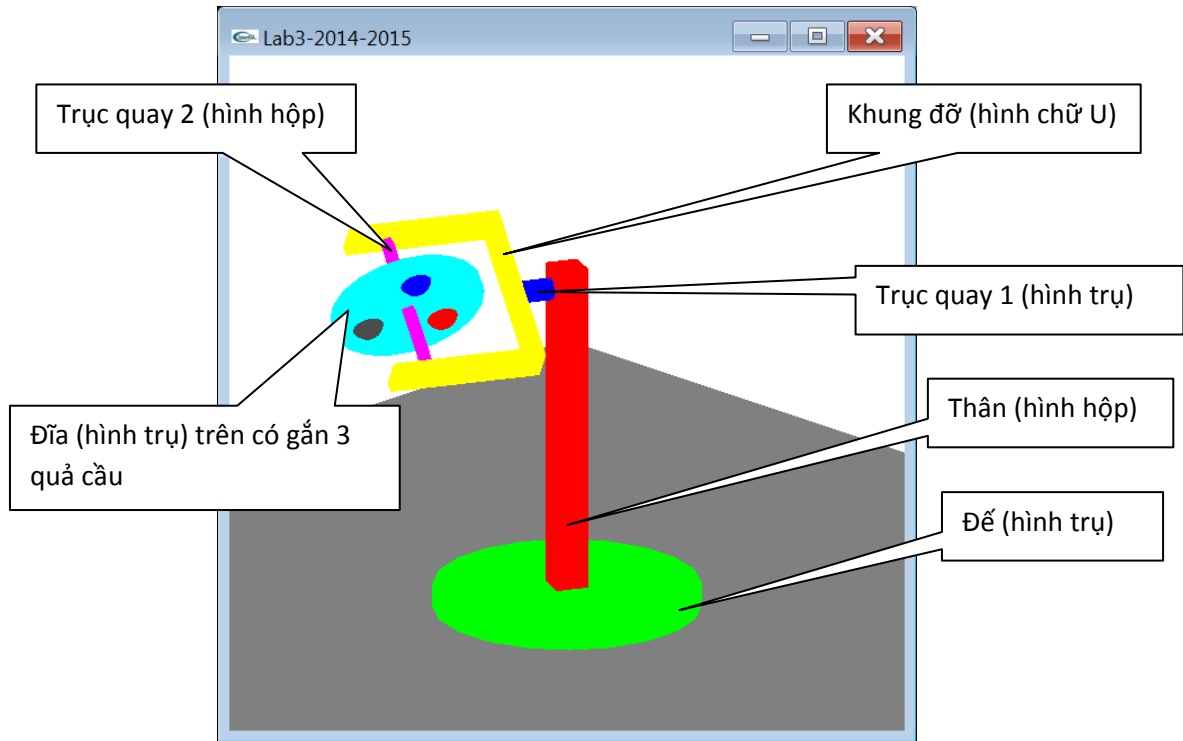 Lab3-2014-2015
Trục quay 2 (hình hộp)
Khung đỡ (hình chữ U)
Trục quay 1 (hình trụ)
Thân (hình hộp)
Đĩa (hình trụ) trên có gắn 3
quả cầu
Đế (hình trụ)